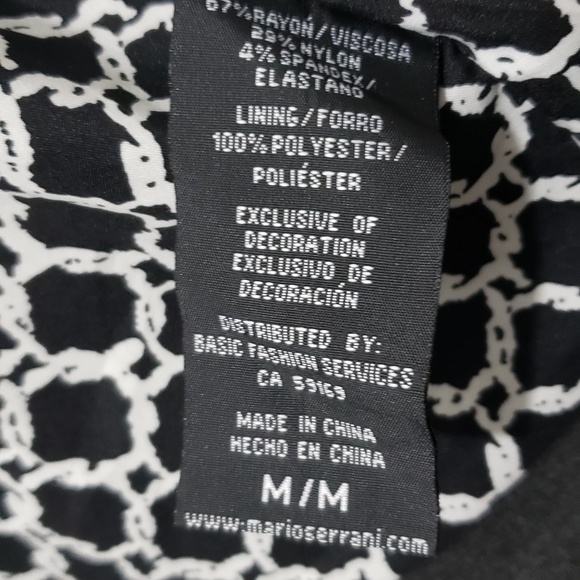 67% RAYON/VISCOSA
29% NYLON
4% SPANDEX/
ELASTANO
LINING/FORRO
100% POLYESTER/
POLIÉSTER
EXCLUSIVE OF
DECORATION
EXCLUSIVO DE
DECORACIÓN
DISTRIBUTED BY:
BASIC FASHION SERVICES
CA 59169
MADE IN CHINA
HECHO EN CHINA
M/M
www.marioserrani.com